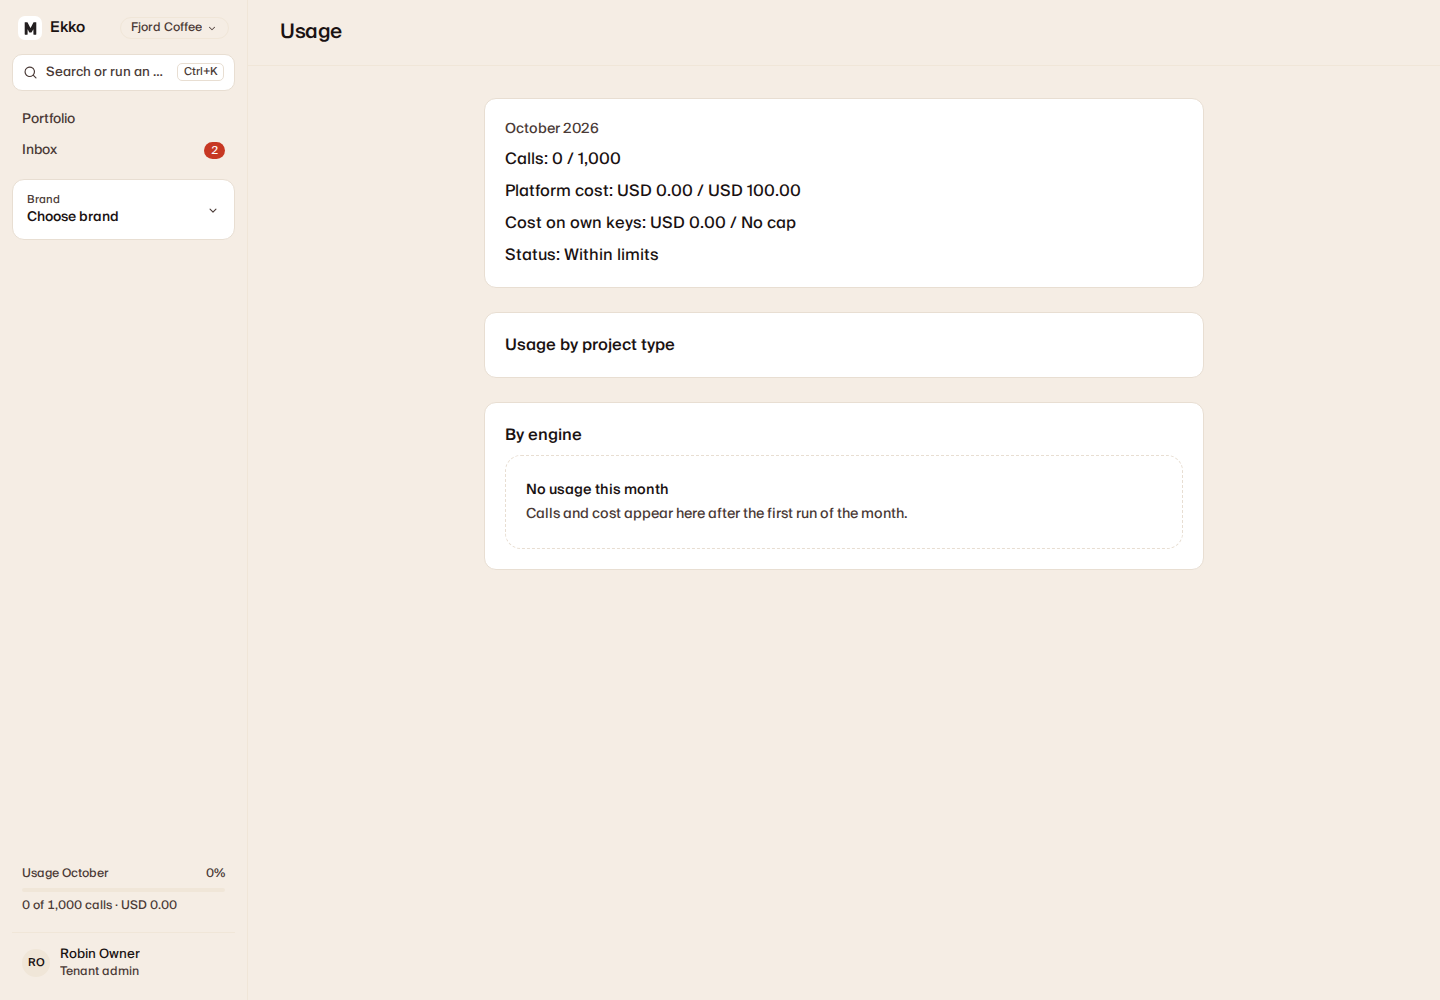 Ekko
Fjord Coffee
Search or run an ...
Ctrl+K
Portfolio
Inbox
2
Brand
Choose brand
Usage October
0%
0 of 1,000 calls · USD 0.00
RO
Robin Owner
Tenant admin
Usage
October 2026
Calls: 0 / 1,000
Platform cost: USD 0.00 / USD 100.00
Cost on own keys: USD 0.00 / No cap
Status: Within limits
Usage by project type
By engine
No usage this month
Calls and cost appear here after the first run of the month.